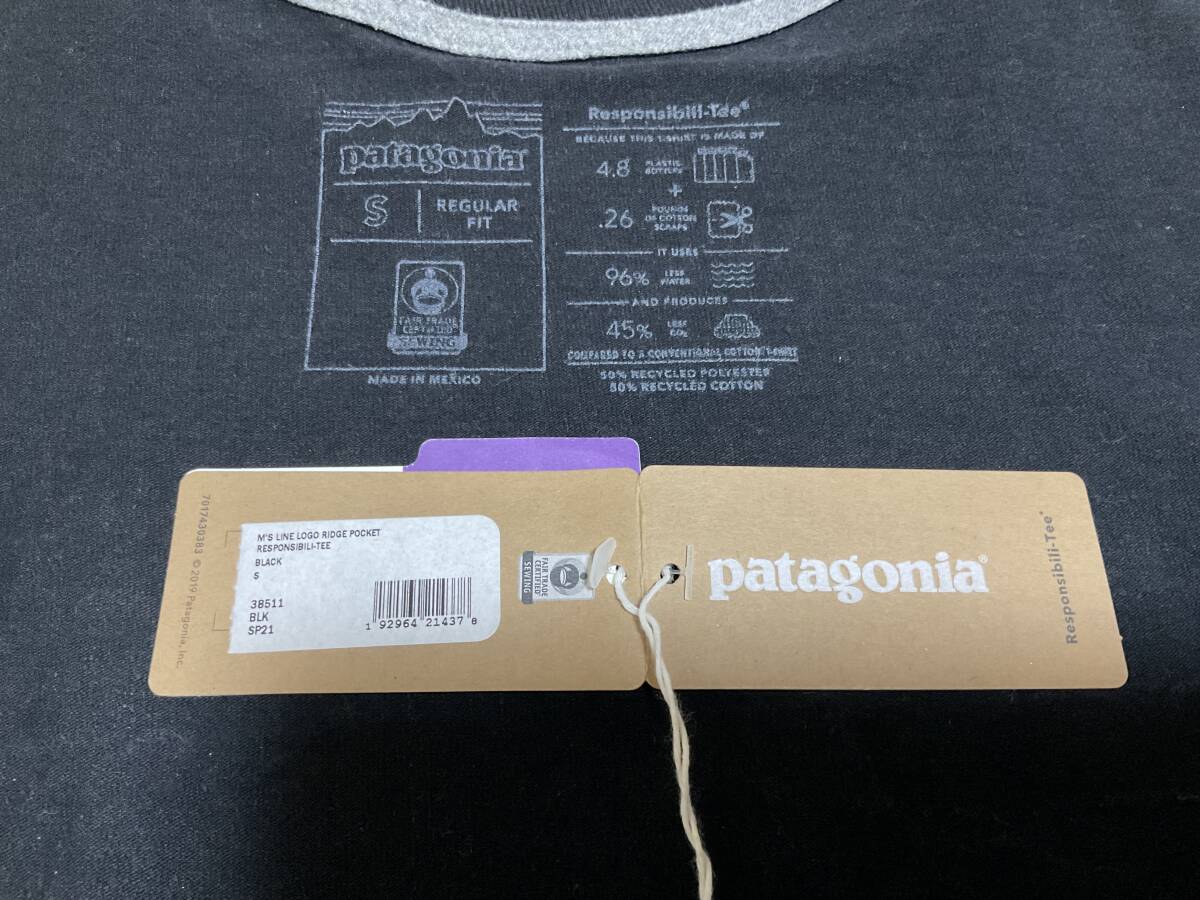 patagonia
S
REGULAR
FIT
FAIR TRADE
CERTIFIED
SEWING
MADE IN MEXICO
Responsibili-Tee®
BECAUSE THIS T-SHIRT IS MADE OF
4.8 PLASTIC
BOTTLES
+
.26 POUNDS
OF COTTON
SCRAPS
IT USES
96% LESS
WATER
AND PRODUCES
45% LESS
CO2
COMPARED TO A CONVENTIONAL COTTON T-SHIRT
50% RECYCLED POLYESTER
50% RECYCLED COTTON
7017430383 © 2019 Patagonia, Inc.
M'S LINE LOGO RIDGE POCKET
RESPONSIBILI-TEE
BLACK
S
38511
BLK
SP21
1 92964 21437 8
FAIR TRADE
CERTIFIED
SEWING
patagonia®
Responsibili-Tee®